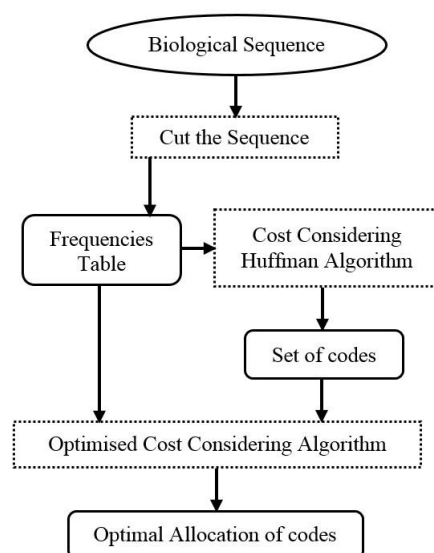 Biological Sequence
Cut the Sequence
Frequencies
Table
Cost Considering
Huffman Algorithm
Set of codes
Optimised Cost Considering Algorithm
Optimal Allocation of codes